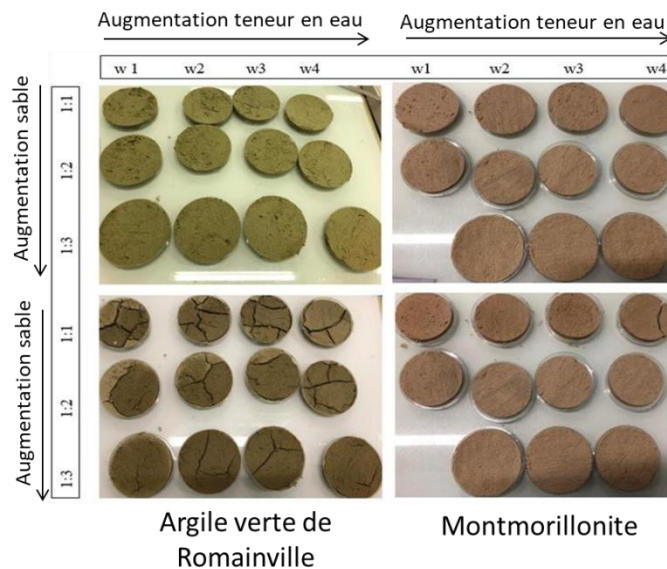 Augmentation teneur en eau
Augmentation teneur en eau
w 1 w2 w3 w4
w1 w2 w3 w4
Augmentation sable
1:1
1:2
1:3
Augmentation sable
1:1
1:2
1:3
Argile verte de
Romainville
Montmorillonite